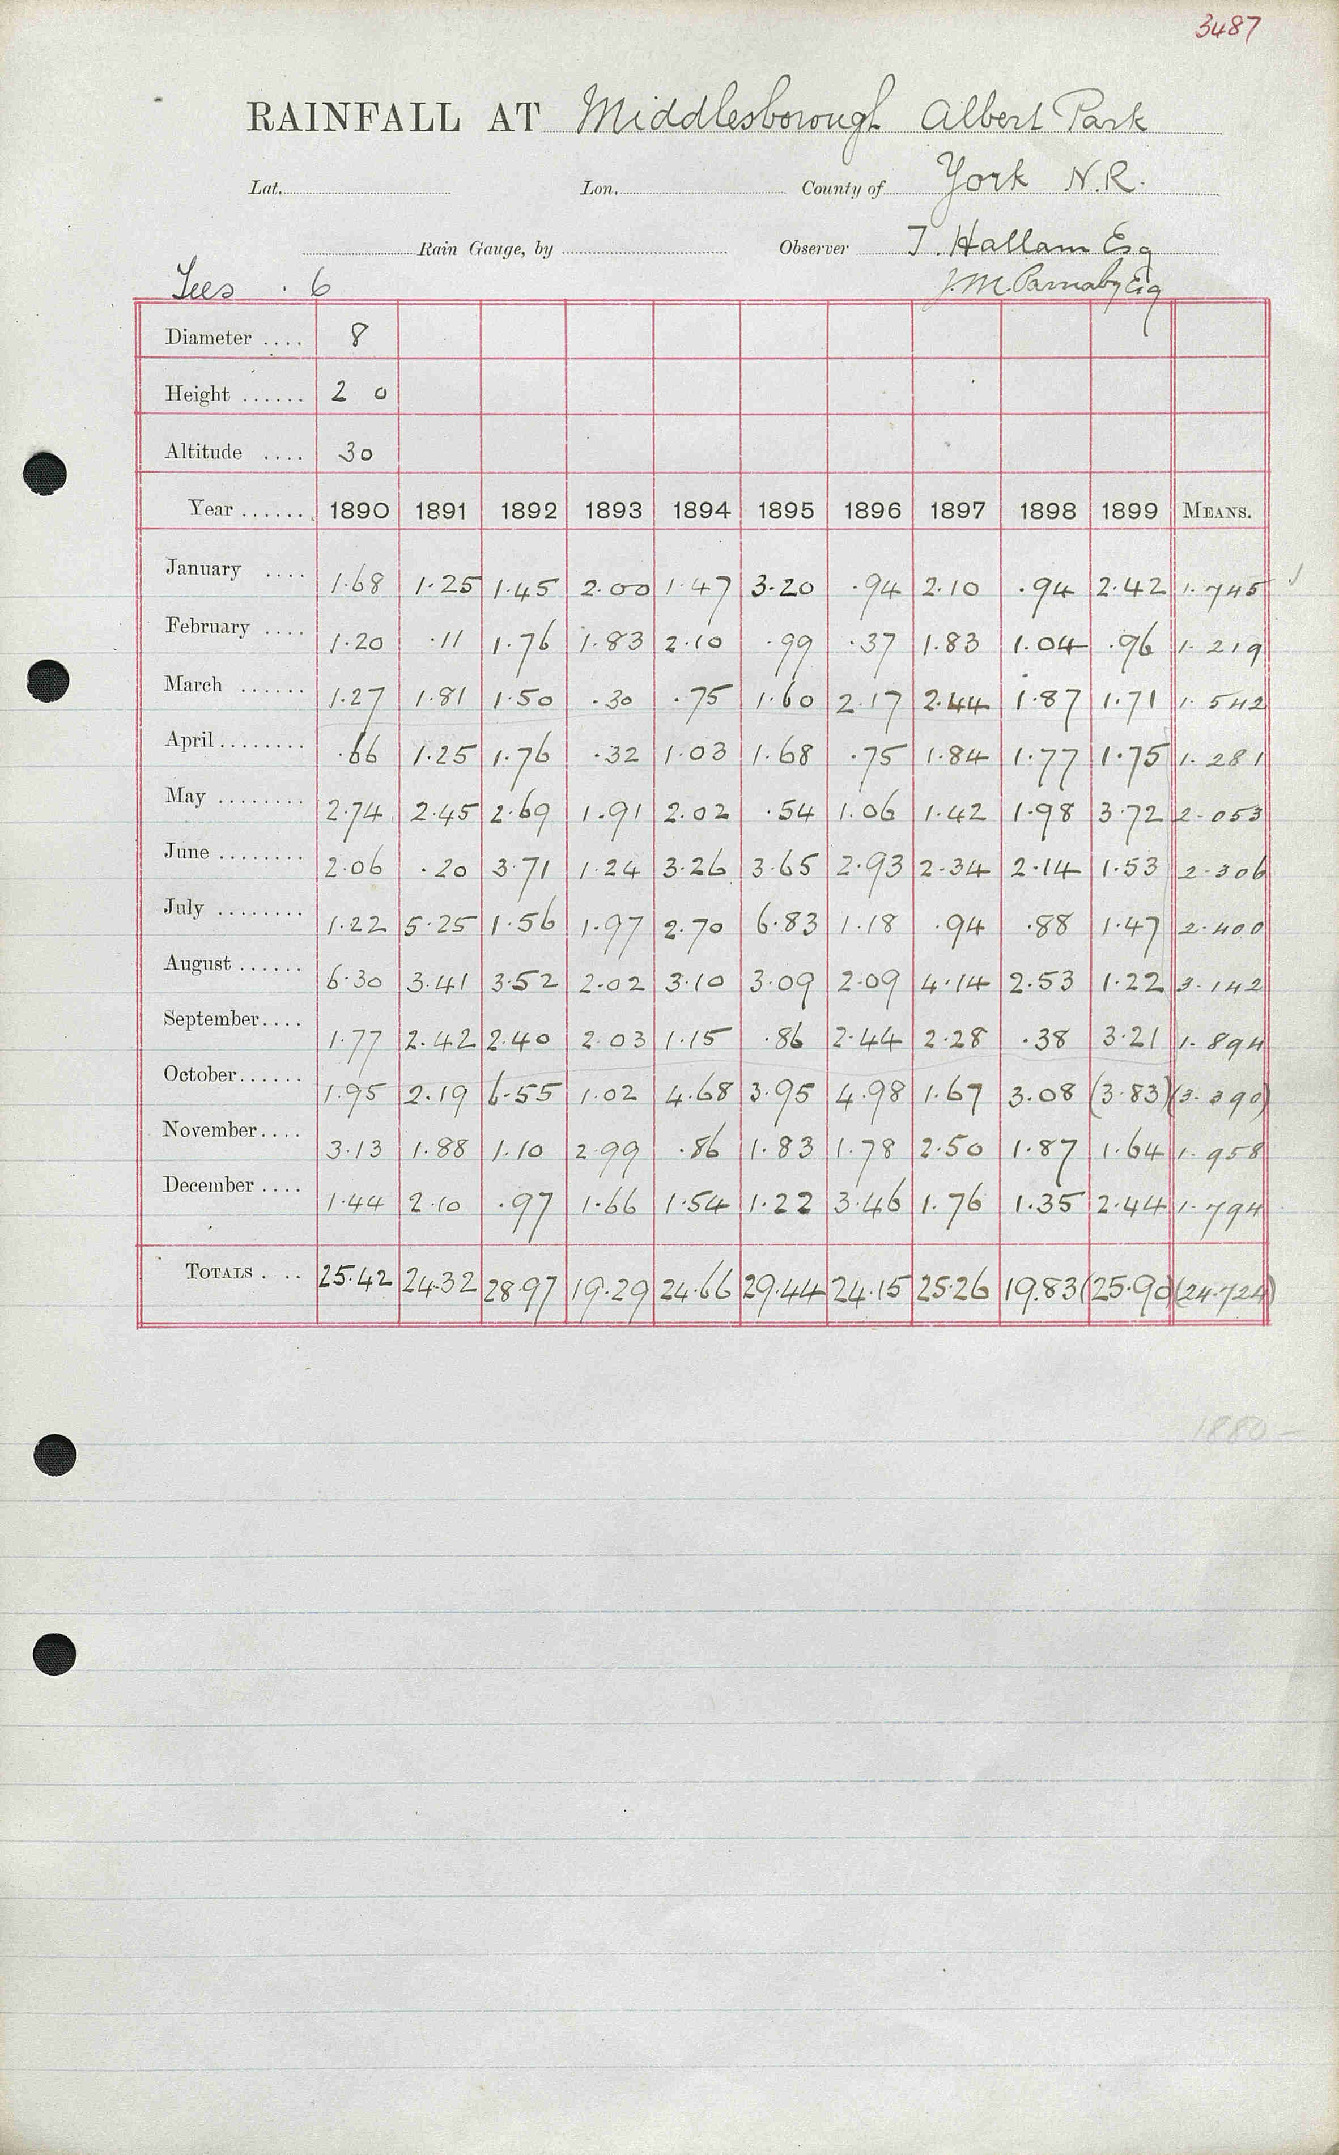 3487
RAINFALL AT Middlesborough Albert Park
Lat. Lon. County of York N.R.
Rain Gauge, by Observer T. Hallam Esq
Tees . 6 J.M. Parnaby Esq
Diameter .... 8
Height ...... 2 0
Altitude .... 30
Year ...... 1890 1891 1892 1893 1894 1895 1896 1897 1898 1899 MEANS.
January .... 1.68 1.25 1.45 2.00 1.47 3.20 .94 2.10 .94 2.42 1.745
February .... 1.20 .11 1.76 1.83 2.10 .99 .37 1.83 1.04 .96 1.219
March ...... 1.27 1.81 1.50 .30 .75 1.60 2.17 2.44 1.87 1.71 1.542
April ........ .66 1.25 1.76 .32 1.03 1.68 .75 1.84 1.77 1.75 1.281
May ........ 2.74 2.45 2.69 1.91 2.02 .54 1.06 1.42 1.98 3.72 2.053
June ........ 2.06 .20 3.71 1.24 3.26 3.65 2.93 2.34 2.14 1.53 2.306
July ........ 1.22 5.25 1.56 1.97 2.70 6.83 1.18 .94 .88 1.47 2.400
August ...... 6.30 3.41 3.52 2.02 3.10 3.09 2.09 4.14 2.53 1.22 3.142
September .... 1.77 2.42 2.40 2.03 1.15 .86 2.44 2.28 .38 3.21 1.894
October ...... 1.95 2.19 6.55 1.02 4.68 3.95 4.98 1.67 3.08 (3.83) (3.390)
November .... 3.13 1.88 1.10 2.99 .86 1.83 1.78 2.50 1.87 1.64 1.958
December .... 1.44 2.10 .97 1.66 1.54 1.22 3.46 1.76 1.35 2.44 1.794
TOTALS .... 25.42 24.32 28.97 19.29 24.66 29.44 24.15 25.26 19.83 (25.90) (24.724)
1880 –